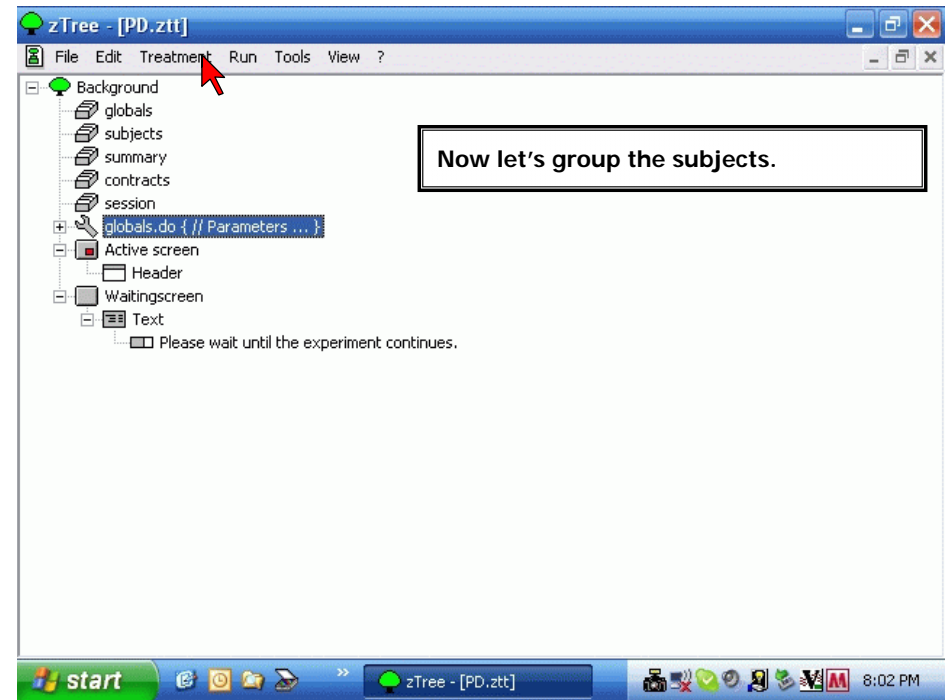 zTree - [PD.ztt]
File Edit Treatment Run Tools View ?
Background
globals
subjects
summary
contracts
session
globals.do { // Parameters ... }
Active screen
Header
Waitingscreen
Text
Please wait until the experiment continues.
Now let's group the subjects.
start
zTree - [PD.ztt]
8:02 PM